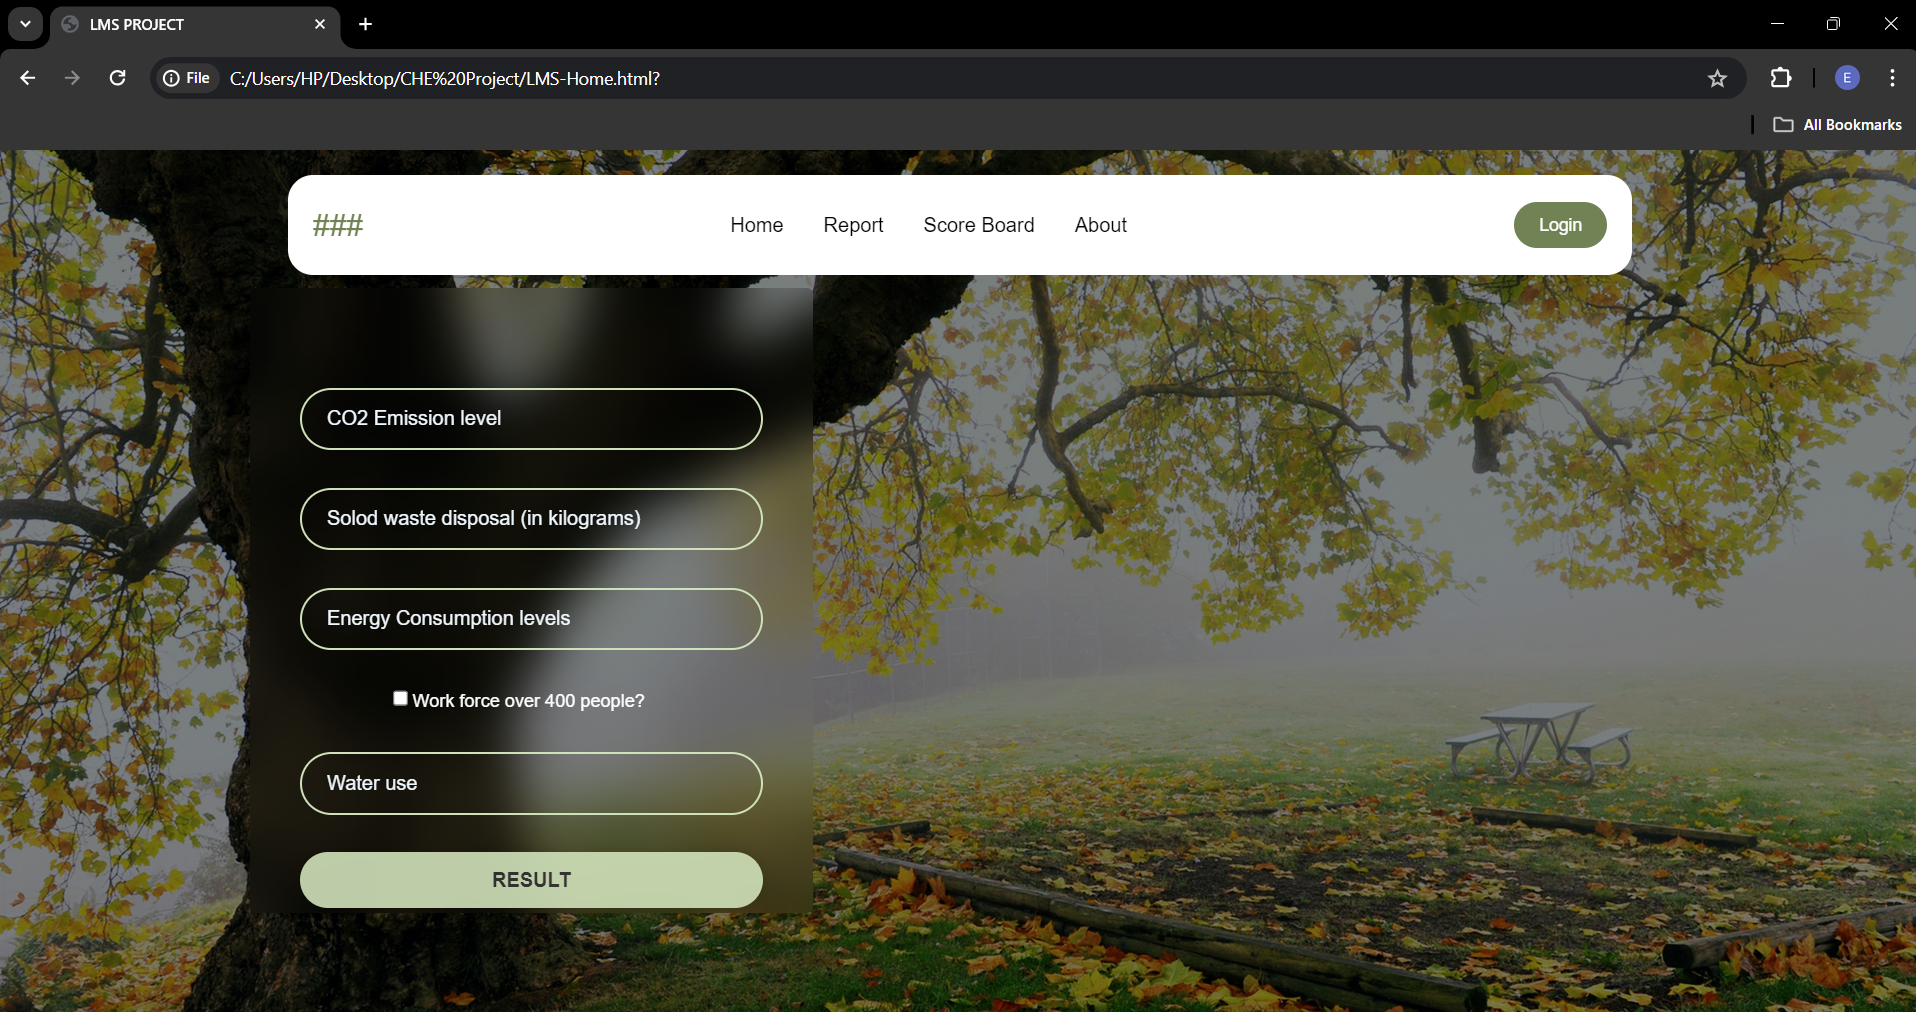 LMS PROJECT
File C:/Users/HP/Desktop/CHE%20Project/LMS-Home.html?
E
All Bookmarks
### Home Report Score Board About Login
CO2 Emission level
Solod waste disposal (in kilograms)
Energy Consumption levels
Work force over 400 people?
Water use
RESULT